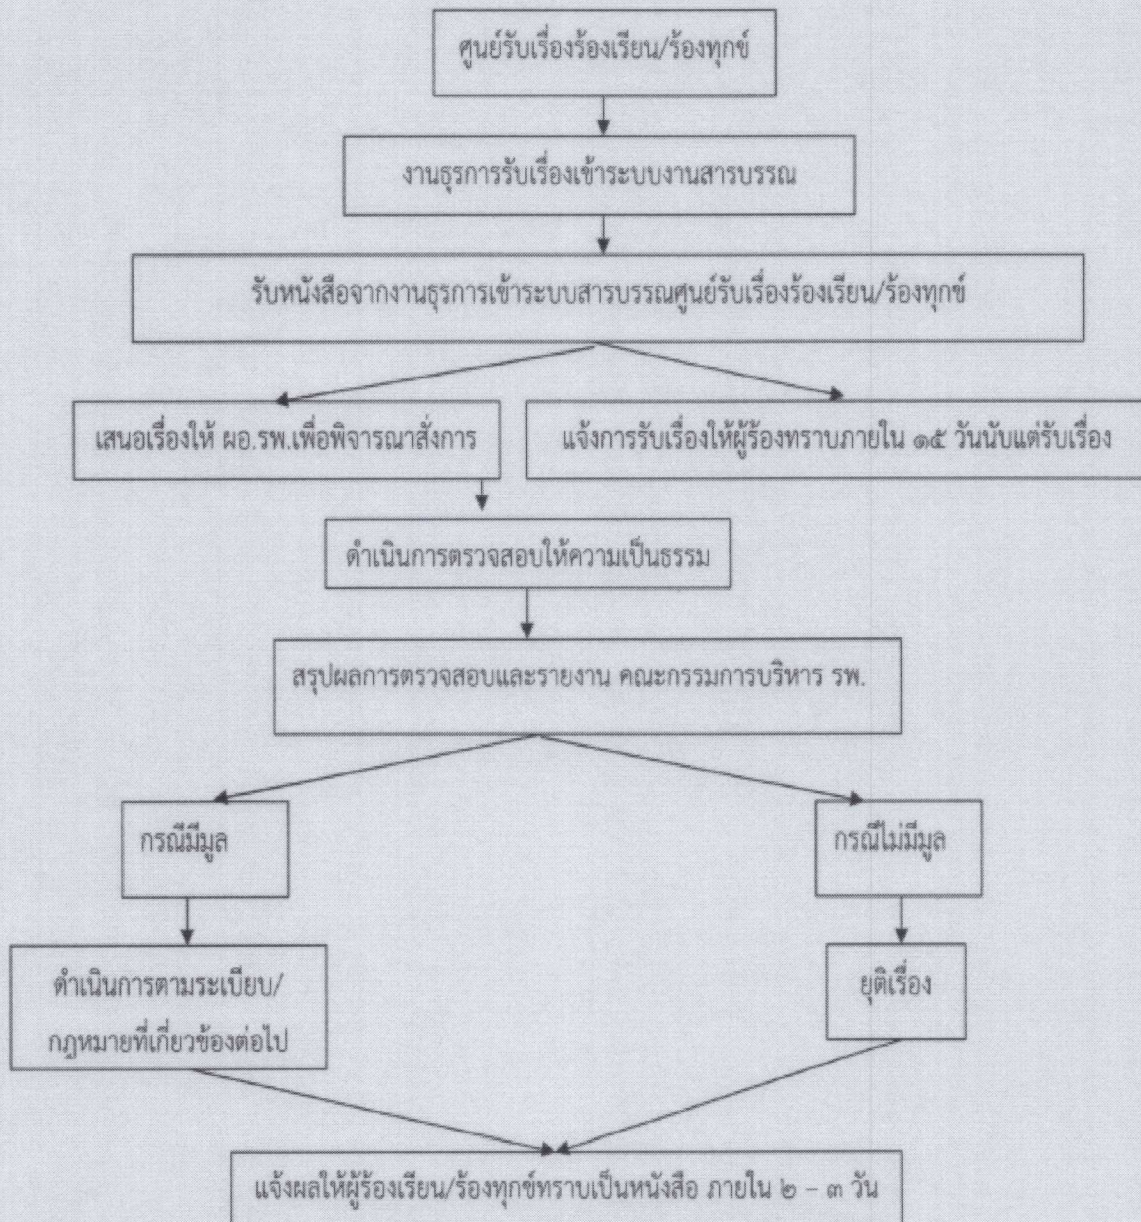 ศูนย์รับเรื่องร้องเรียน/ร้องทุกข์
งานธุรการรับเรื่องเข้าระบบงานสารบรรณ
รับหนังสือจากงานธุรการเข้าระบบสารบรรณศูนย์รับเรื่องร้องเรียน/ร้องทุกข์
เสนอเรื่องให้ ผอ.รพ.เพื่อพิจารณาสั่งการ
แจ้งการรับเรื่องให้ผู้ร้องทราบภายใน ๑๕ วันนับแต่รับเรื่อง
ดำเนินการตรวจสอบให้ความเป็นธรรม
สรุปผลการตรวจสอบและรายงาน คณะกรรมการบริหาร รพ.
กรณีมีมูล
กรณีไม่มีมูล
ดำเนินการตามระเบียบ/
กฎหมายที่เกี่ยวข้องต่อไป
ยุติเรื่อง
แจ้งผลให้ผู้ร้องเรียน/ร้องทุกข์ทราบเป็นหนังสือ ภายใน ๒ – ๓ วัน